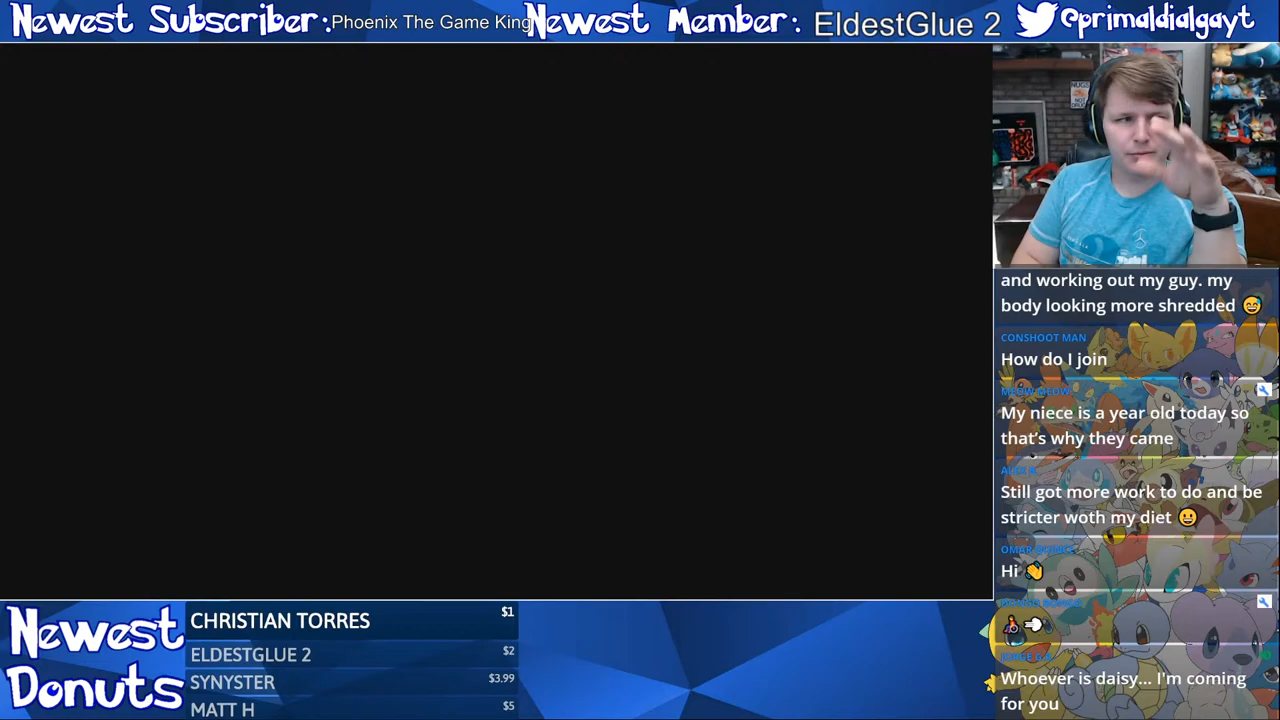 Newest Subscriber: Phoenix The Game King Newest Member: EldestGlue 2 @primaldialgayt
and working out my guy. my
body looking more shredded 😅
CONSHOOT MAN
How do I join
MEOW MEOW
My niece is a year old today so
that's why they came
Still got more work to do and be
stricter woth my diet 😀
Hi 👋
Whoever is daisy... I'm coming
for you
Newest
Donuts
CHRISTIAN TORRES $1
ELDESTGLUE 2 $2
SYNYSTER $3.99
MATT H $5